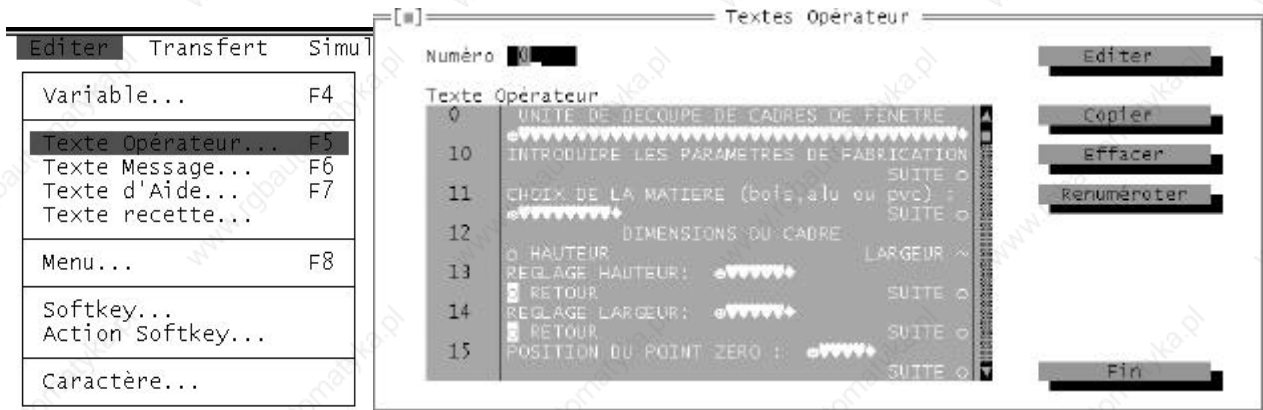 Editer Transfert Simul
Variable... F4
Texte Opérateur... F5
Texte Message... F6
Texte d'Aide... F7
Texte recette...
Menu... F8
Softkey...
Action Softkey...
Caractère...
Textes Opérateur
Numéro 0
Editer
Texte Opérateur
0 UNITE DE DECOUPE DE CADRES DE FENETRE
10 INTRODUIRE LES PARAMETRES DE FABRICATION
SUITE
11 CHOIX DE LA MATIERE (bois,alu ou pvc) :
SUITE
12 DIMENSIONS DU CADRE
HAUTEUR LARGEUR ~
13 REGLAGE HAUTEUR:
RETOUR SUITE
14 REGLAGE LARGEUR:
RETOUR SUITE
15 POSITION DU POINT ZERO :
SUITE
Copier
Effacer
Renuméroter
Fin